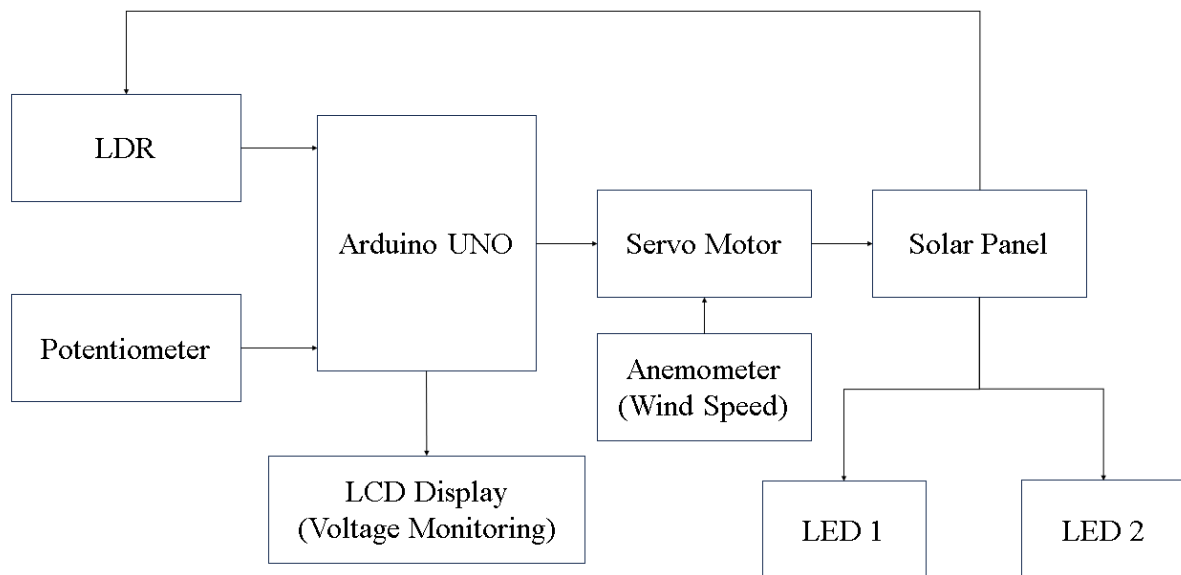 LDR
Arduino UNO
Servo Motor
Solar Panel
Potentiometer
Anemometer
(Wind Speed)
LCD Display
(Voltage Monitoring)
LED 1
LED 2